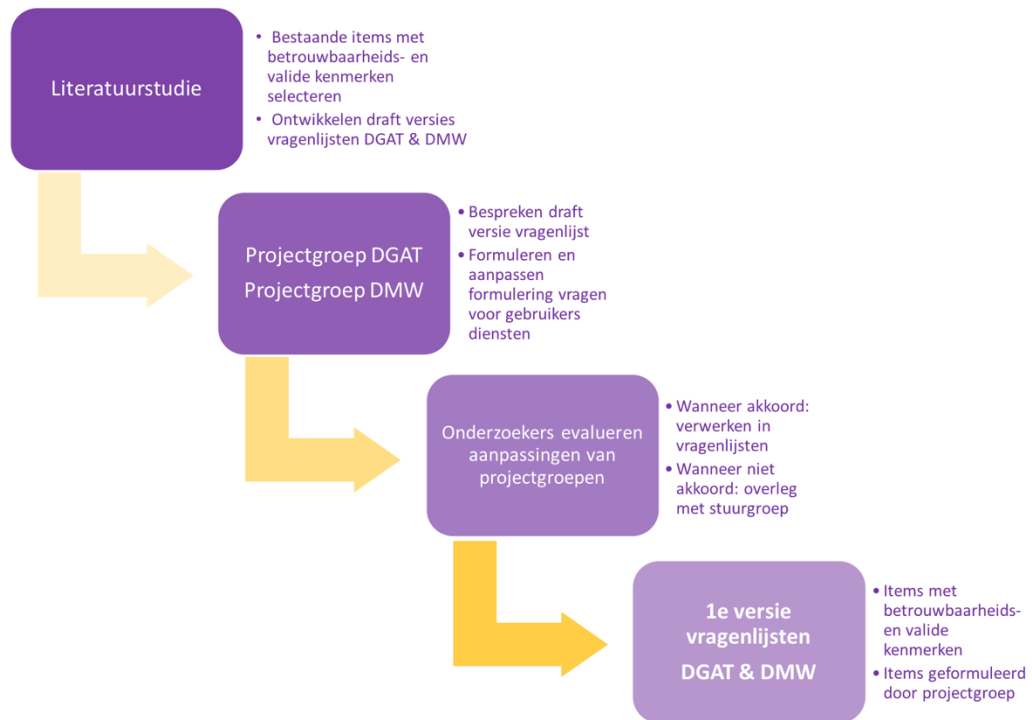 Literatuurstudie
• Bestaande items met
betrouwbaarheids- en
valide kenmerken
selecteren
• Ontwikkelen draft versies
vragenlijsten DGAT & DMW
Projectgroep DGAT
Projectgroep DMW
• Bespreken draft
versie vragenlijst
• Formuleren en
aanpassen
formulering vragen
voor gebruikers
diensten
Onderzoekers evalueren
aanpassingen van
projectgroepen
• Wanneer akkoord:
verwerken in
vragenlijsten
• Wanneer niet
akkoord: overleg
met stuurgroep
1e versie
vragenlijsten
DGAT & DMW
• Items met
betrouwbaarheids-
en valide
kenmerken
• Items geformuleerd
door projectgroep